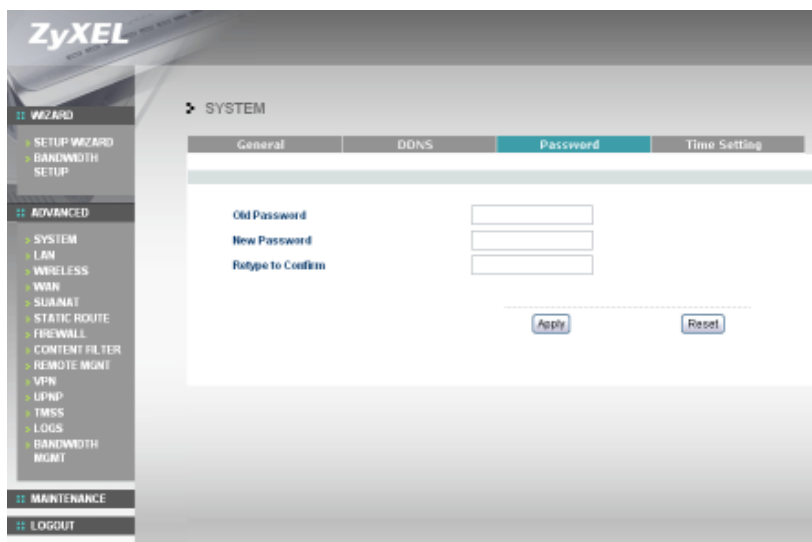 ZyXEL
WIZARD
SETUP WIZARD
BANDWIDTH
SETUP
ADVANCED
SYSTEM
LAN
WIRELESS
WAN
SUA/NAT
STATIC ROUTE
FIREWALL
CONTENT FILTER
REMOTE MGNT
VPN
UPNP
TMSS
LOGS
BANDWIDTH
MGMT
MAINTENANCE
LOGOUT
SYSTEM
General DDNS Password Time Setting
Old Password
New Password
Retype to Confirm
Apply Reset